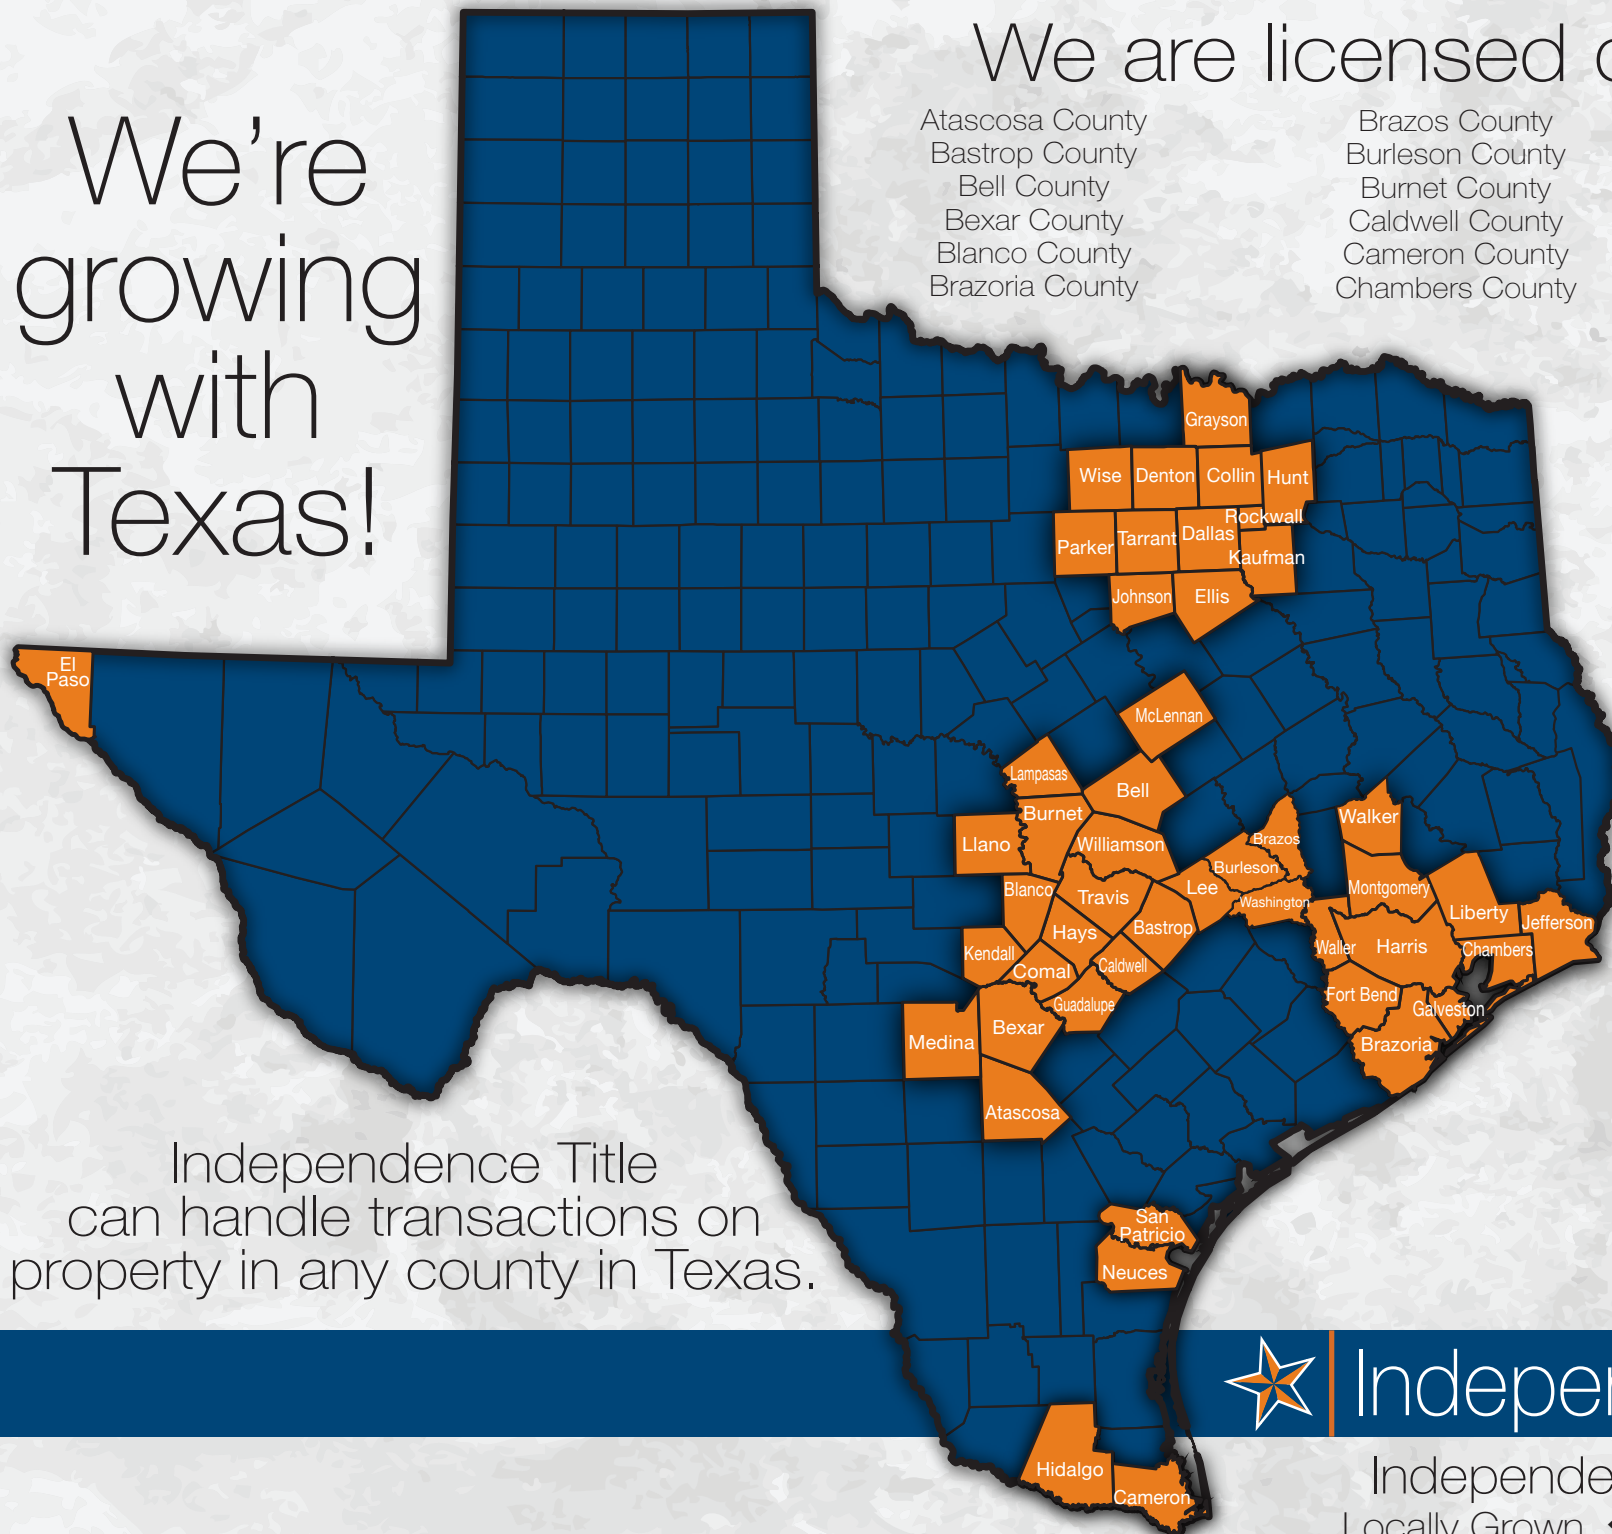 We're
growing
with
Texas!
We are licensed
Atascosa County
Bastrop County
Bell County
Bexar County
Blanco County
Brazoria County
Brazos County
Burleson County
Burnet County
Caldwell County
Cameron County
Chambers County
Grayson
Wise
Denton
Collin
Hunt
Rockwall
Parker
Tarrant
Dallas
Kaufman
Johnson
Ellis
El
Paso
McLennan
Lampasas
Bell
Burnet
Llano
Williamson
Brazos
Walker
Burleson
Blanco
Travis
Lee
Washington
Montgomery
Liberty
Jefferson
Hays
Bastrop
Waller
Harris
Chambers
Kendall
Comal
Caldwell
Guadalupe
Fort Bend
Galveston
Medina
Bexar
Brazoria
Atascosa
San
Patricio
Neuces
Hidalgo
Cameron
Independence Title
can handle transactions on
property in any county in Texas.
Indeper
Independe
Locally Grown.